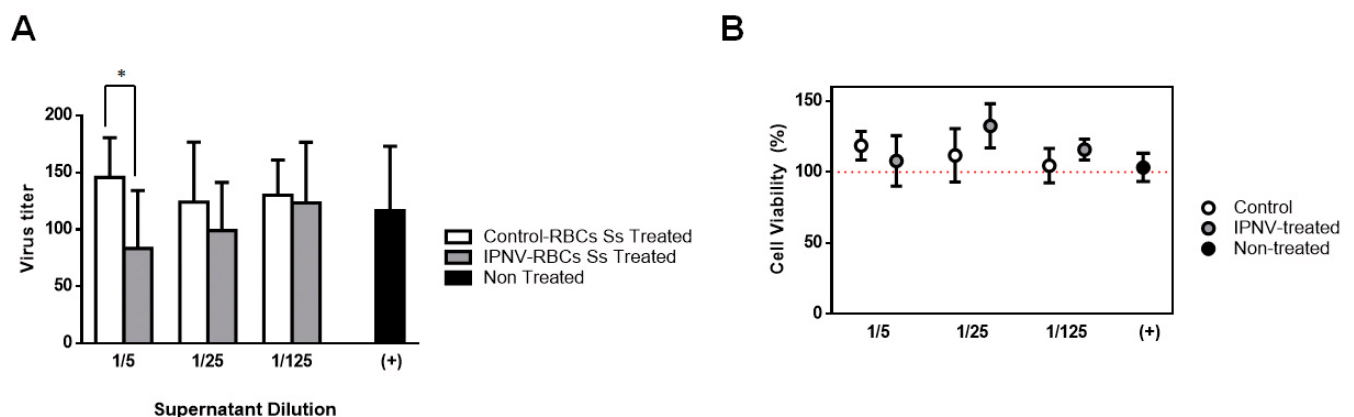 A
*
Virus titer
200
150
100
50
0
1/5 1/25 1/125 (+)
Supernatant Dilution
Control-RBCs Ss Treated
IPNV-RBCs Ss Treated
Non Treated
B
Cell Viability (%)
150
100
50
0
1/5 1/25 1/125 (+)
Control
IPNV-treated
Non-treated